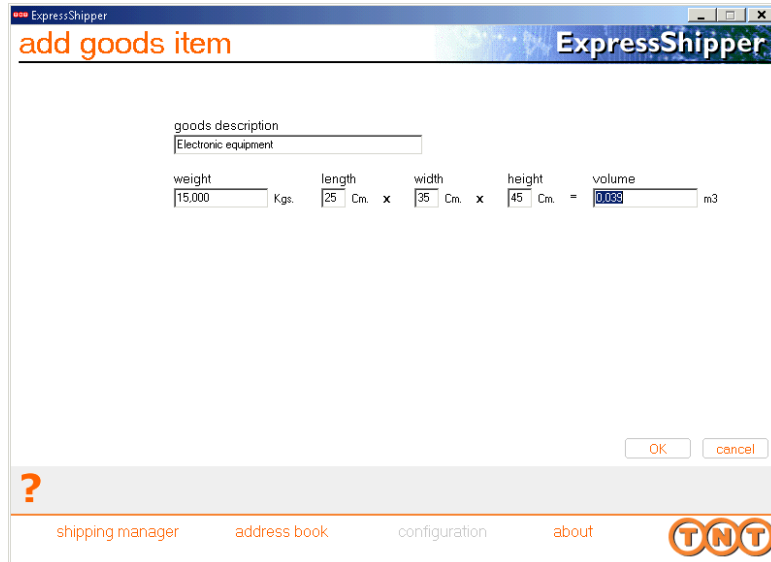 ExpressShipper
add goods item
ExpressShipper
goods description
Electronic equipment
weight length width height volume
15,000 Kgs. 25 Cm. x 35 Cm. x 45 Cm. = 0,039 m3
OK cancel
?
shipping manager address book configuration about
TNT